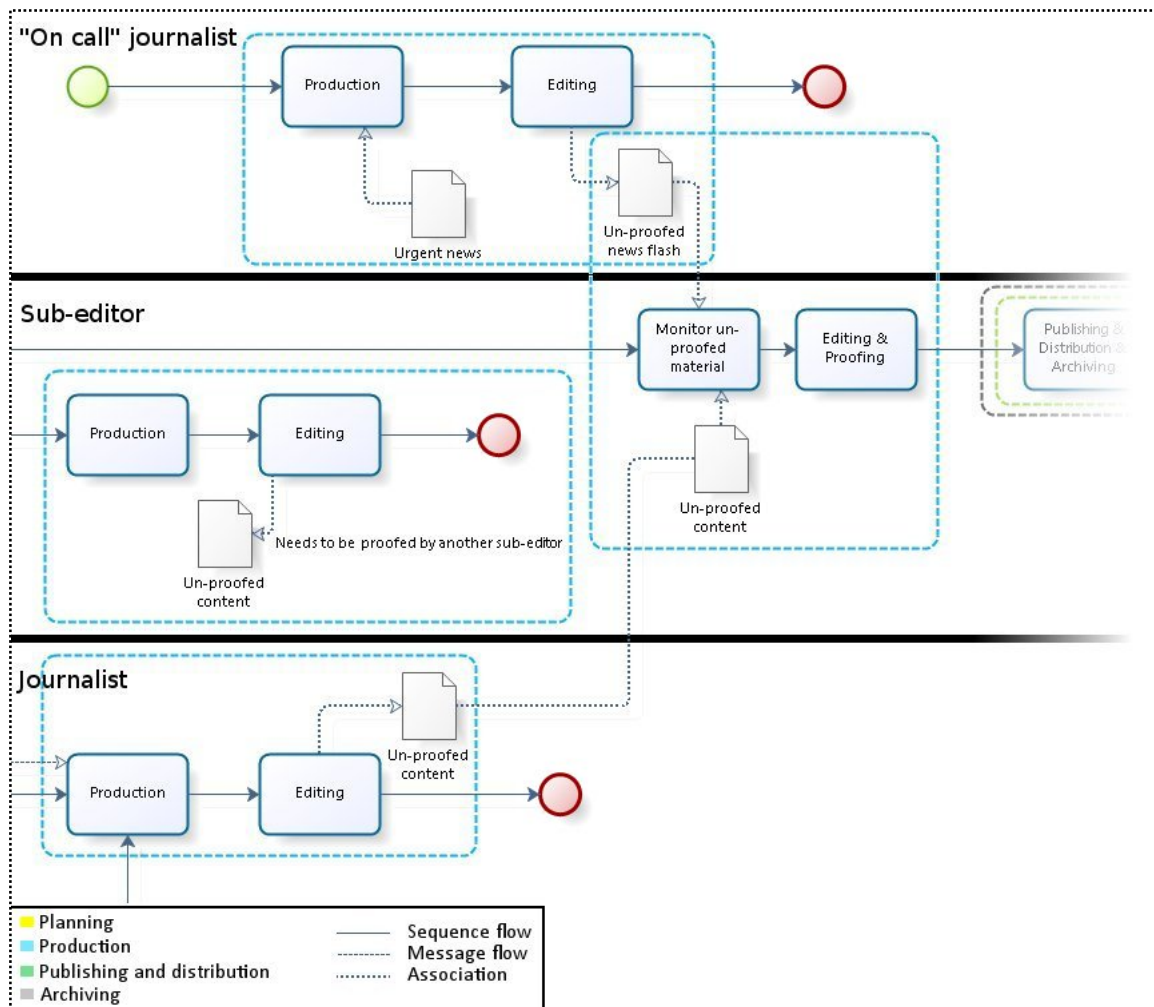 "On call" journalist
Production
Editing
Urgent news
Un-proofed
news flash
Sub-editor
Monitor un-
proofed
material
Editing &
Proofing
Publishing &
Distribution &
Archiving
Production
Editing
Un-proofed
content
Needs to be proofed by another sub-editor
Un-proofed
content
Journalist
Un-proofed
content
Production
Editing
Planning
Production
Publishing and distribution
Archiving
Sequence flow
Message flow
Association